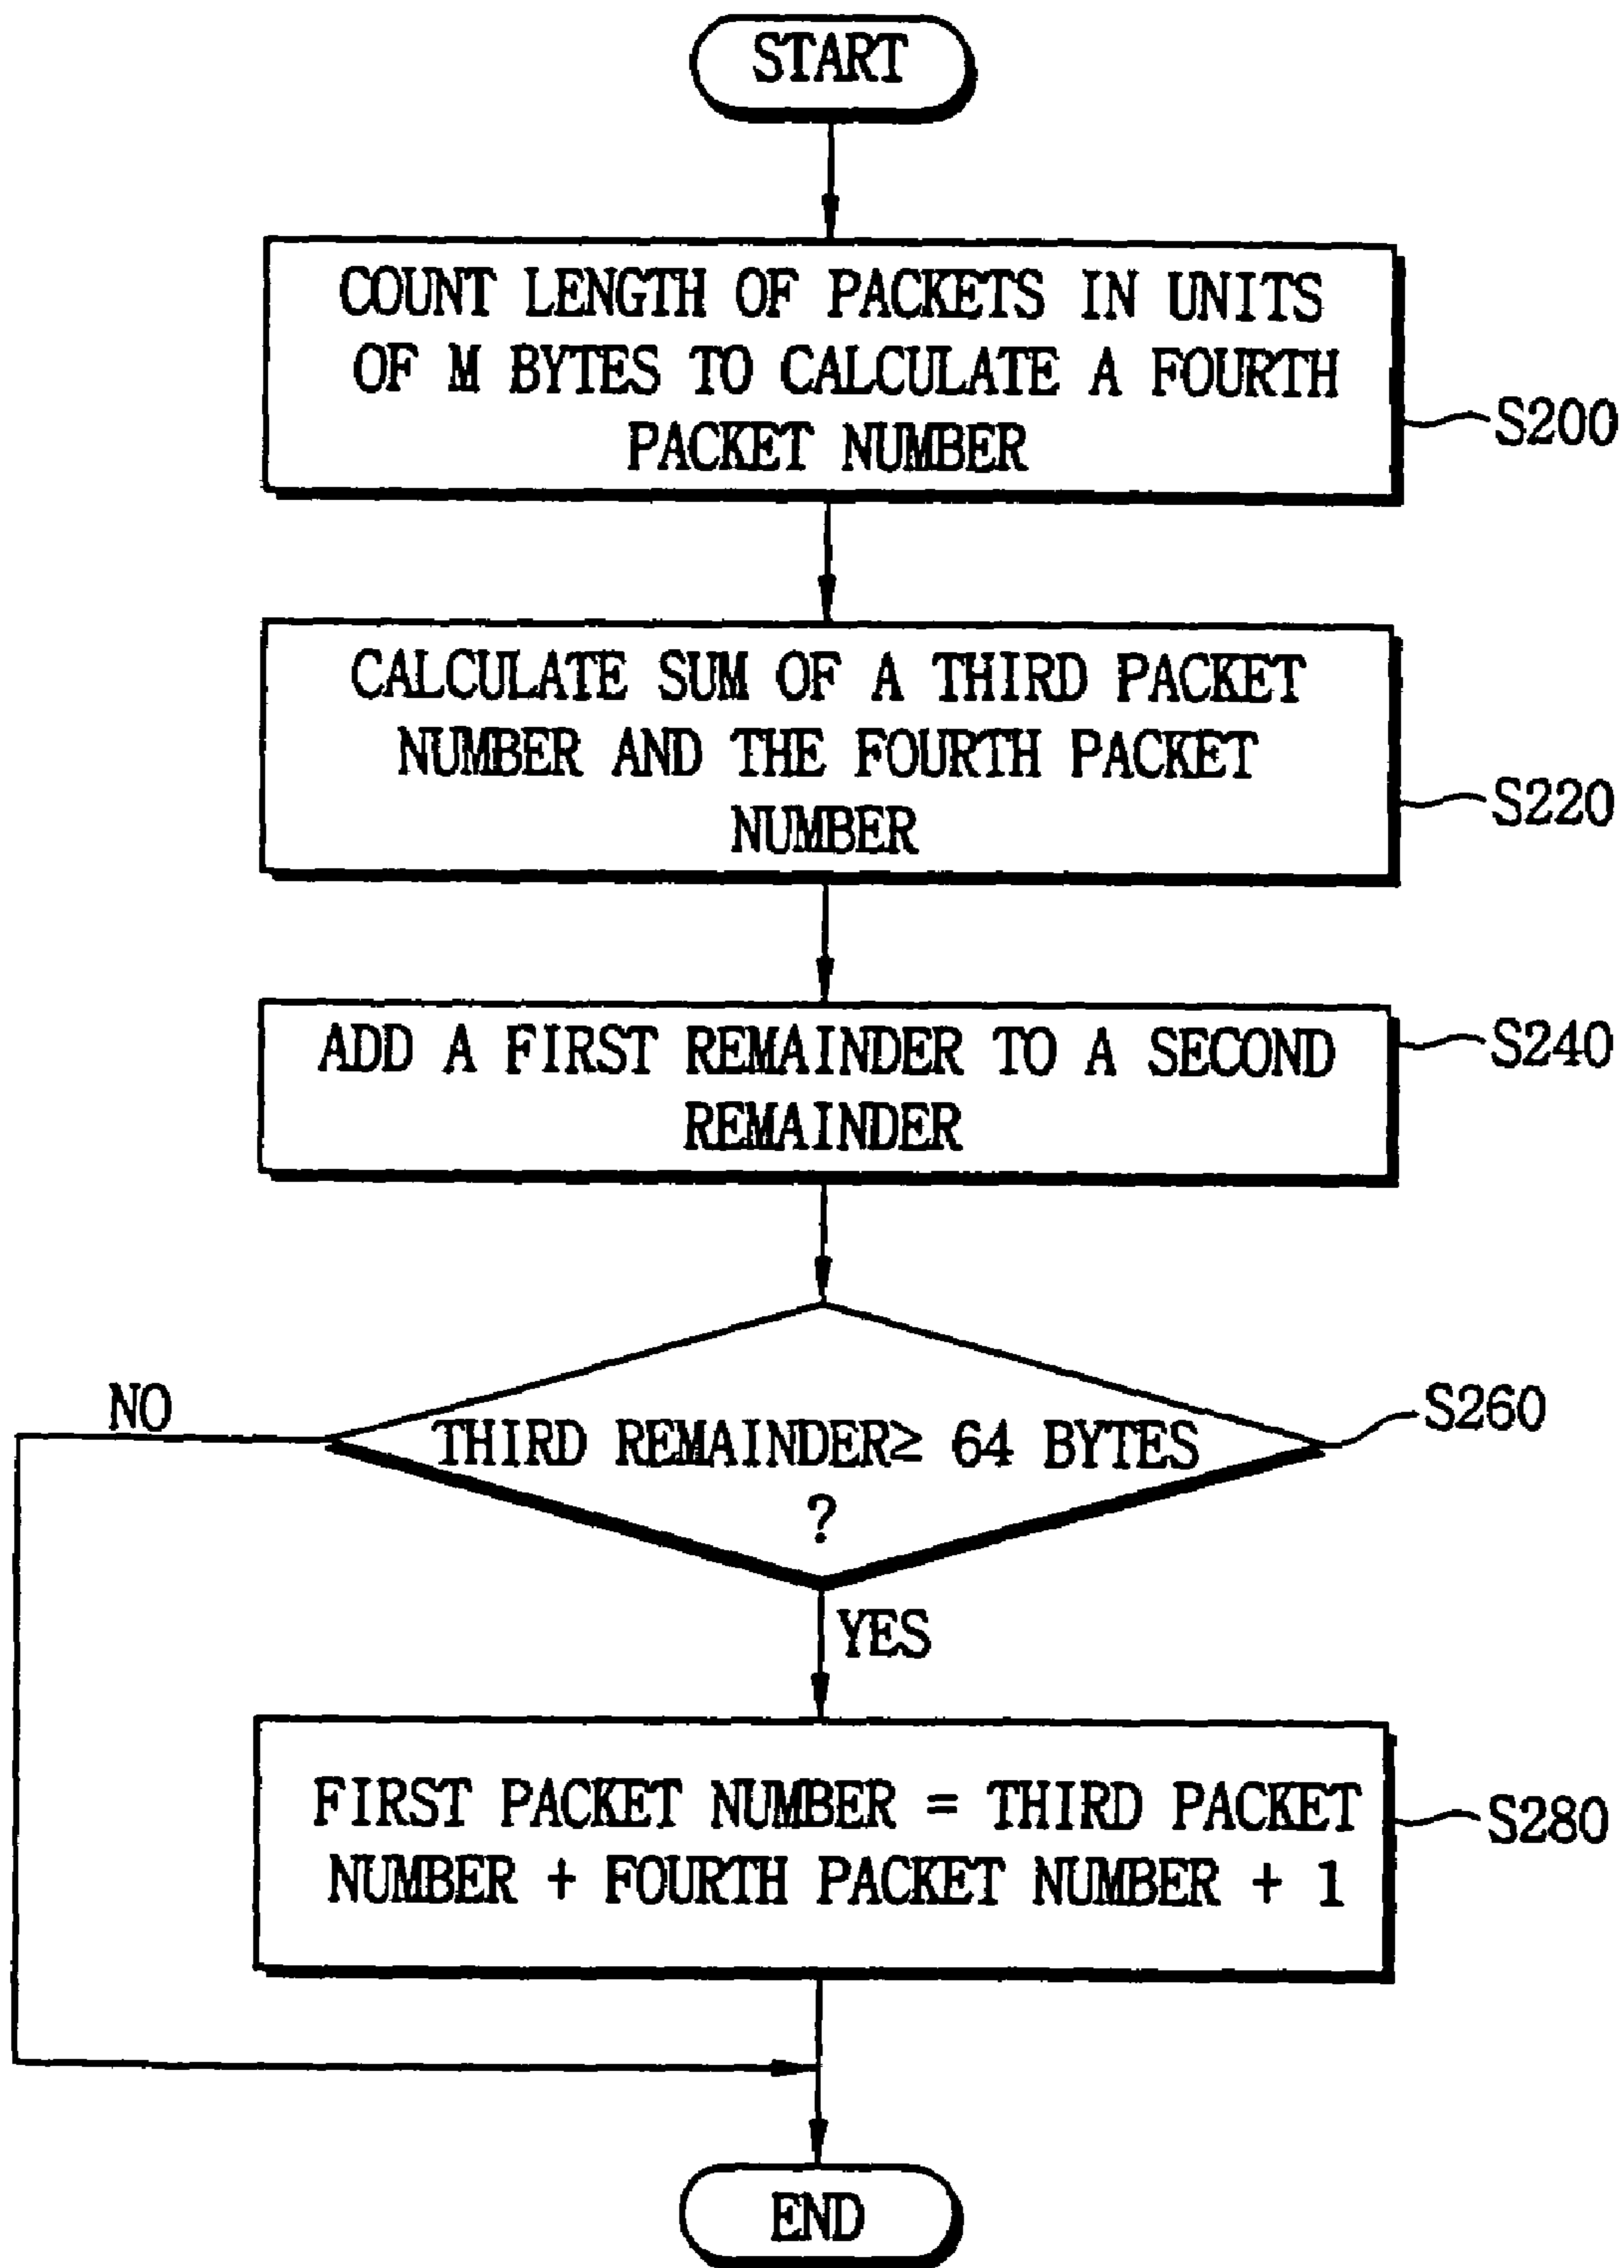 START
COUNT LENGTH OF PACKETS IN UNITS
OF M BYTES TO CALCULATE A FOURTH
PACKET NUMBER
S200
CALCULATE SUM OF A THIRD PACKET
NUMBER AND THE FOURTH PACKET
NUMBER
S220
ADD A FIRST REMAINDER TO A SECOND
REMAINDER
S240
NO
THIRD REMAINDER≥ 64 BYTES
?
S260
YES
FIRST PACKET NUMBER = THIRD PACKET
NUMBER + FOURTH PACKET NUMBER + 1
S280
END